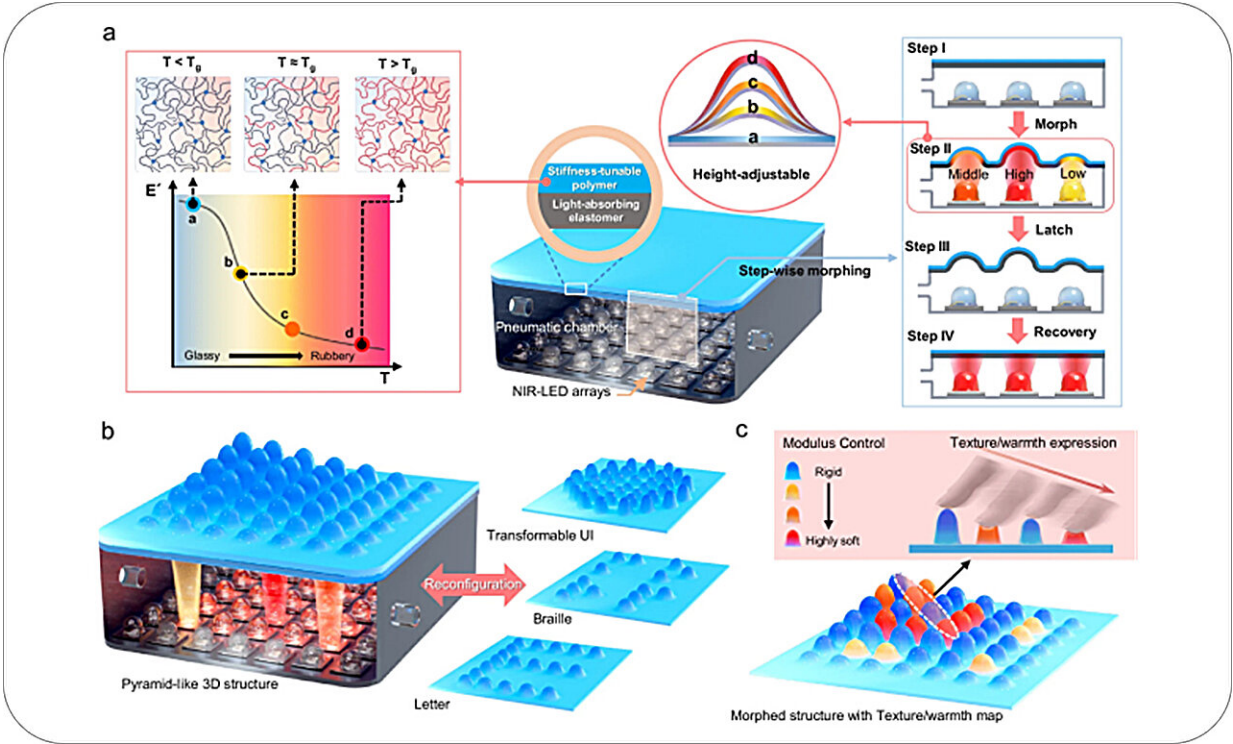 a
T < Tg
T ≈ Tg
T > Tg
E´
a
b
c
d
Glassy
Rubbery
T
Stiffness-tunable
polymer
Light-absorbing
elastomer
d
c
b
a
Height-adjustable
Step-wise morphing
Pneumatic chamber
NIR-LED arrays
Step I
Morph
Step II
Middle
High
Low
Latch
Step III
Recovery
Step IV
b
Pyramid-like 3D structure
Reconfiguration
Transformable UI
Braille
Letter
c
Modulus Control
Rigid
Highly soft
Texture/warmth expression
Morphed structure with Texture/warmth map